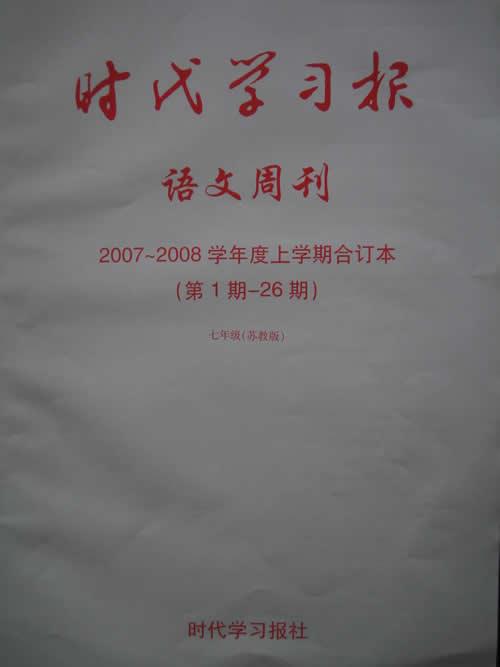 时代学习报
语文周刊
2007~2008 学年度上学期合订本
(第 1 期-26 期)
七年级(苏教版)
时代学习报社